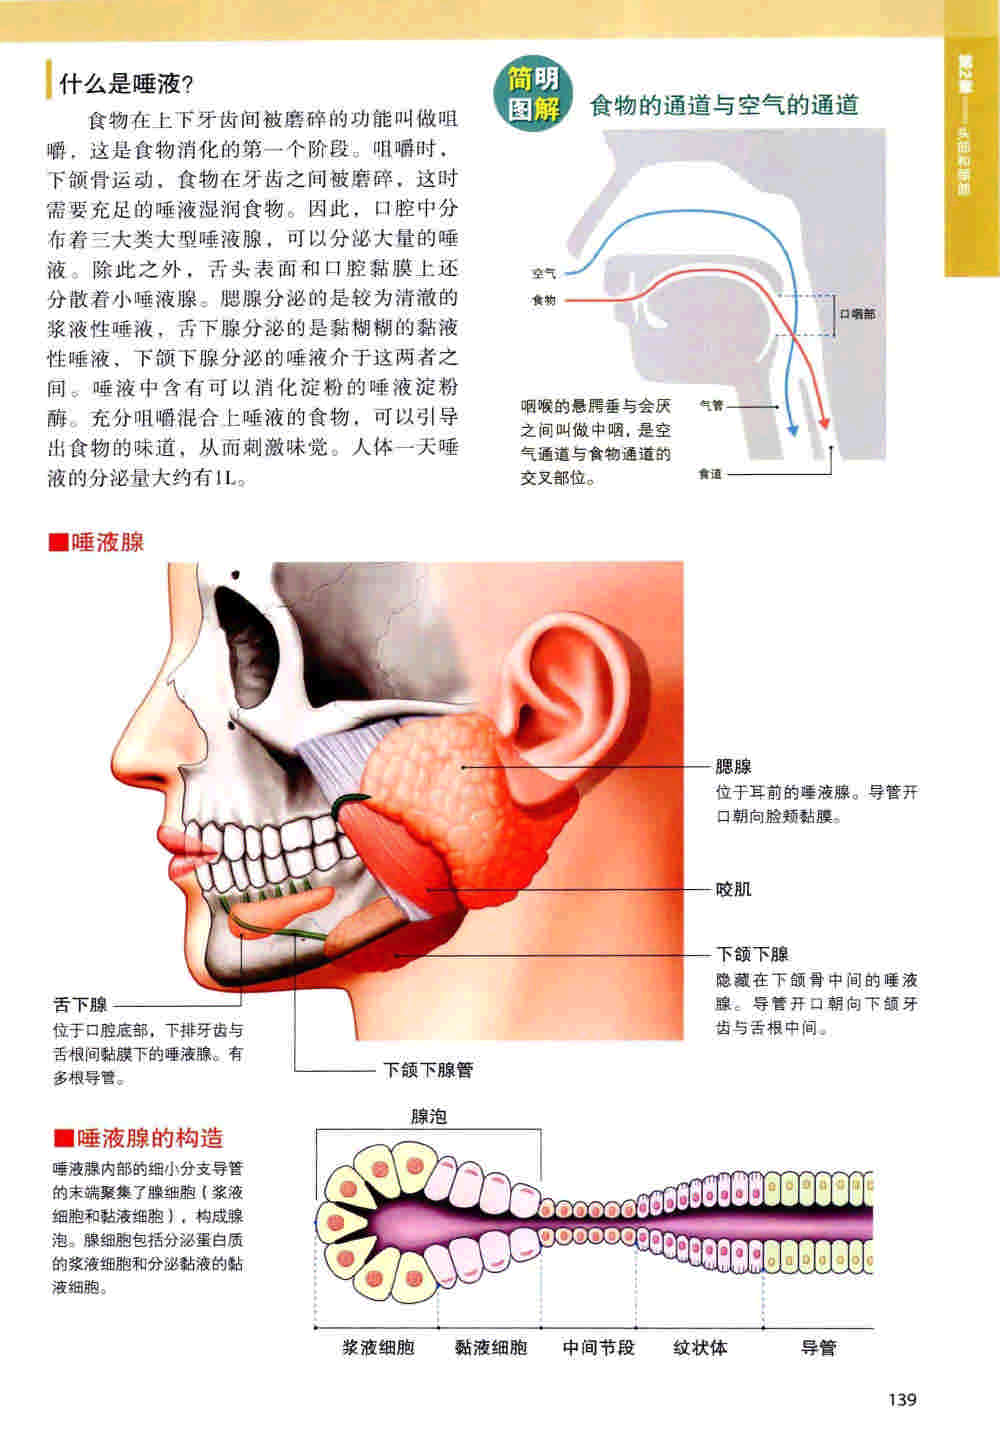 第2章——头部和颈部
什么是唾液?
食物在上下牙齿间被磨碎的功能叫做咀
嚼，这是食物消化的第一个阶段。咀嚼时，
下颌骨运动，食物在牙齿之间被磨碎，这时
需要充足的唾液湿润食物。因此，口腔中分
布着三大类大型唾液腺，可以分泌大量的唾
液。除此之外，舌头表面和口腔黏膜上还
分散着小唾液腺。腮腺分泌的是较为清澈的
浆液性唾液，舌下腺分泌的是黏糊糊的黏液
性唾液、下颌下腺分泌的唾液介于这两者之
间。唾液中含有可以消化淀粉的唾液淀粉
酶。充分咀嚼混合上唾液的食物，可以引导
出食物的味道，从而刺激味觉。人体一天唾
液的分泌量大约有1L。
简明
图解
食物的通道与空气的通道
空气
食物
口咽部
咽喉的悬腭垂与会厌
之间叫做中咽，是空
气通道与食物通道的
交叉部位。
气管
食道
■唾液腺
腮腺
位于耳前的唾液腺。导管开
口朝向脸颊黏膜。
咬肌
下颌下腺
隐藏在下颌骨中间的唾液
腺。导管开口朝向下颌牙
齿与舌根中间。
舌下腺
位于口腔底部，下排牙齿与
舌根间黏膜下的唾液腺。有
多根导管。
下颌下腺管
■唾液腺的构造
唾液腺内部的细小分支导管
的末端聚集了腺细胞（浆液
细胞和黏液细胞），构成腺
泡。腺细胞包括分泌蛋白质
的浆液细胞和分泌黏液的黏
液细胞。
腺泡
浆液细胞
黏液细胞
中间节段
纹状体
导管
139